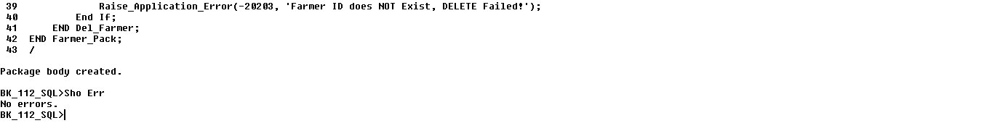 39             Raise_Application_Error(-20203, 'Farmer ID does NOT Exist, DELETE Failed!');
40         End If;
41     END Del_Farmer;
42 END Farmer_Pack;
43 /
Package body created.
BK_112_SQL>Sho Err
No errors.
BK_112_SQL>